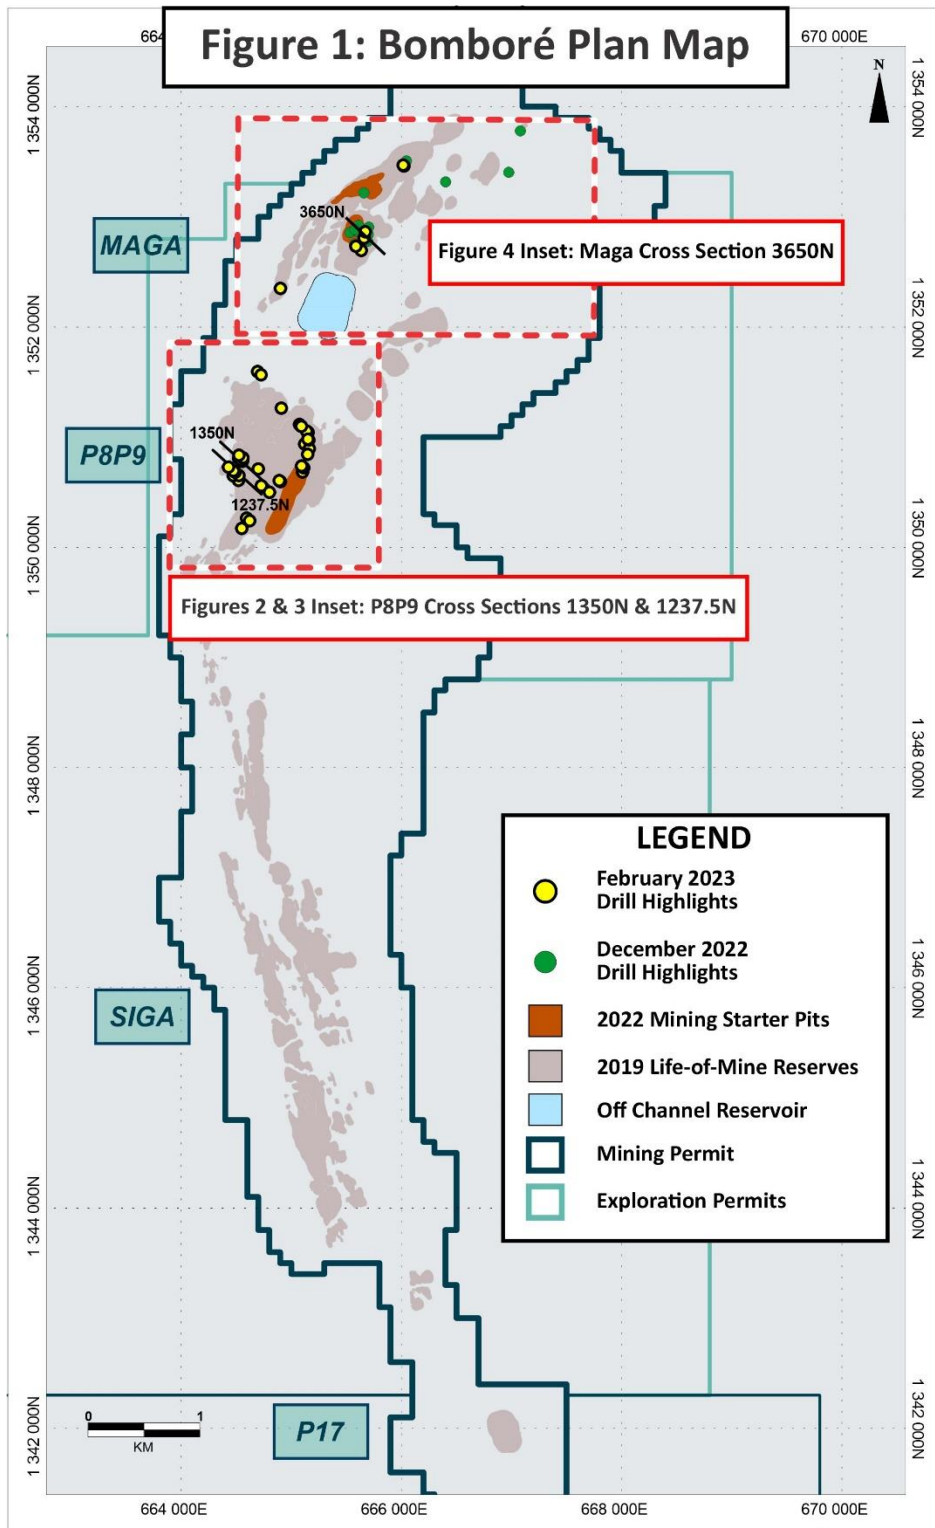 Figure 1: Bomboré Plan Map
670 000E
N
1 354 000N
1 354 000N
3650N
MAGA
Figure 4 Inset: Maga Cross Section 3650N
1 352 000N
1 352 000N
1350N
P8P9
1237.5N
1 350 000N
1 350 000N
Figures 2 & 3 Inset: P8P9 Cross Sections 1350N & 1237.5N
1 348 000N
1 348 000N
LEGEND
February 2023
Drill Highlights
December 2022
Drill Highlights
2022 Mining Starter Pits
2019 Life-of-Mine Reserves
Off Channel Reservoir
Mining Permit
Exploration Permits
1 346 000N
1 346 000N
SIGA
1 344 000N
1 344 000N
1 342 000N
1 342 000N
0 1
KM
P17
664 000E 666 000E 668 000E 670 000E